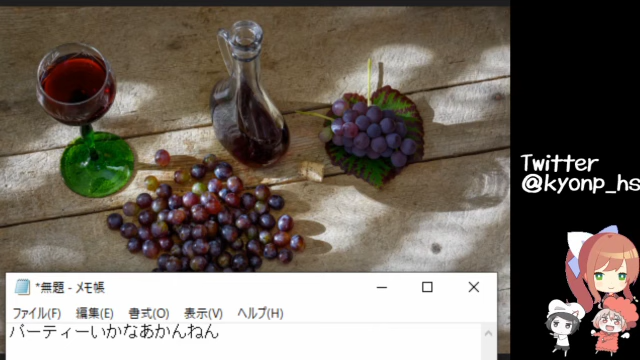 Twitter
@kyonp_hs
*無題 - メモ帳
ファイル(F) 編集(E) 書式(O) 表示(V) ヘルプ(H)
パーティーいかなあかんねん